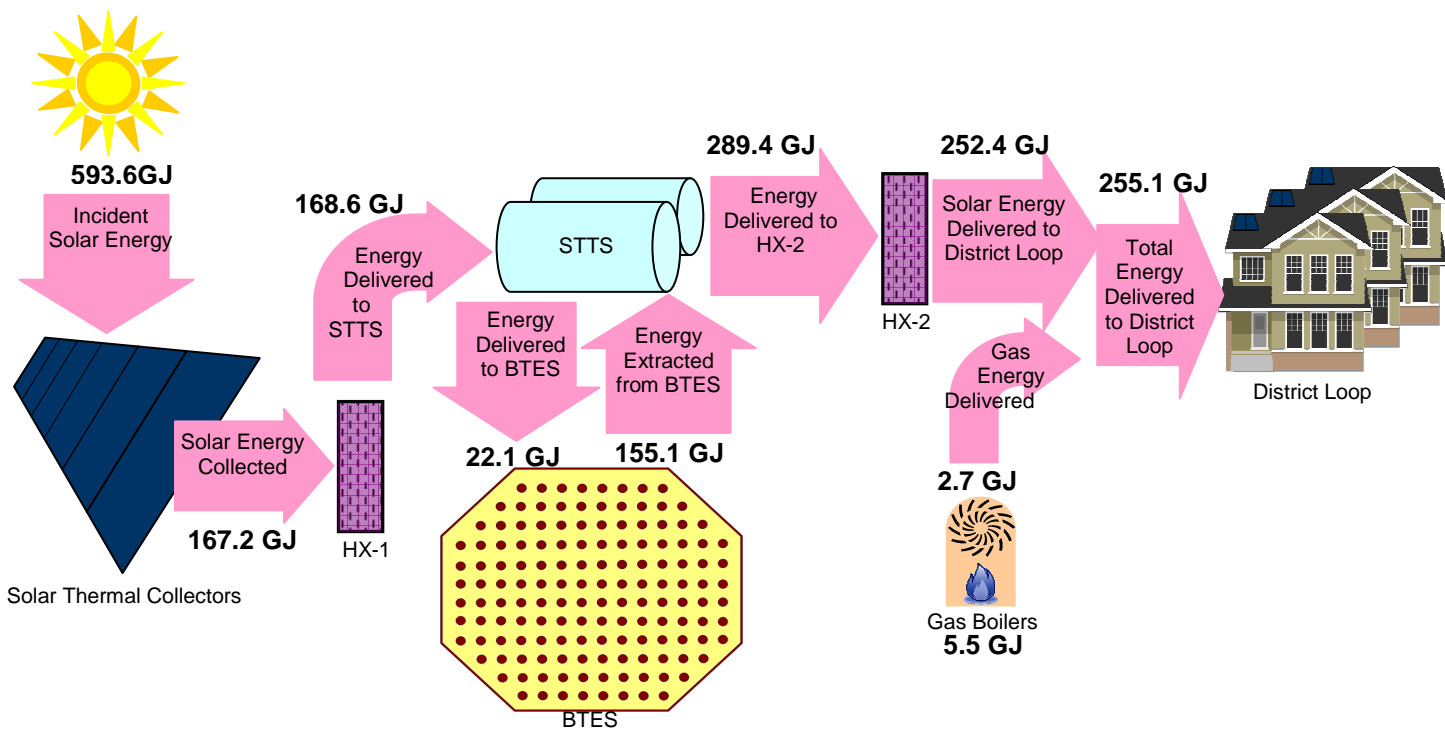 593.6GJ
Incident
Solar Energy
Solar Thermal Collectors
Solar Energy
Collected
167.2 GJ
HX-1
168.6 GJ
Energy
Delivered
to
STTS
STTS
Energy
Delivered
to BTES
22.1 GJ
Energy
Extracted
from BTES
155.1 GJ
BTES
289.4 GJ
Energy
Delivered to
HX-2
HX-2
252.4 GJ
Solar Energy
Delivered to
District Loop
Gas
Energy
Delivered
2.7 GJ
Gas Boilers
5.5 GJ
255.1 GJ
Total
Energy
Delivered
to District
Loop
District Loop